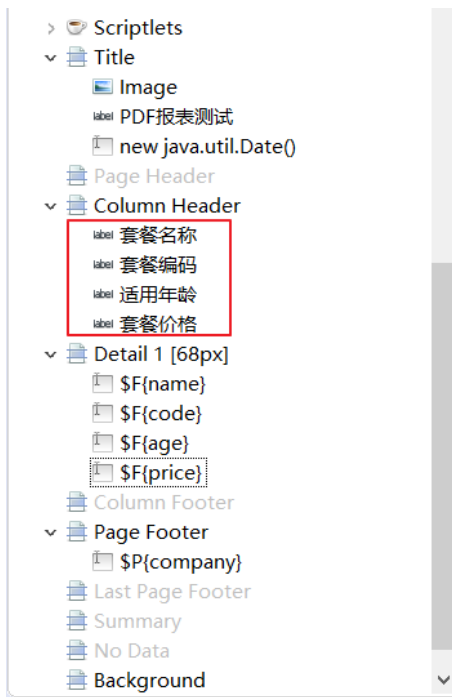 Scriptlets
Title
Image
label PDF报表测试
new java.util.Date()
Page Header
Column Header
label 套餐名称
label 套餐编码
label 适用年龄
label 套餐价格
Detail 1 [68px]
$F{name}
$F{code}
$F{age}
$F{price}
Column Footer
Page Footer
$P{company}
Last Page Footer
Summary
No Data
Background